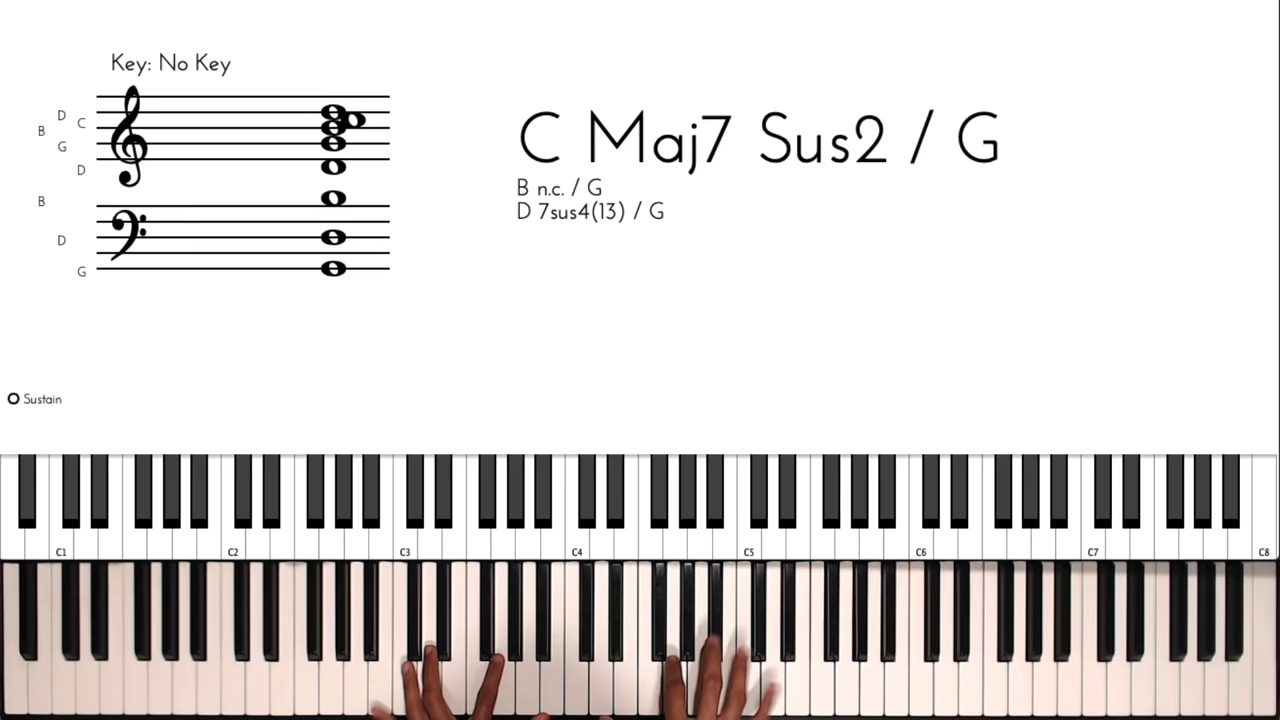 Key: No Key
D
C
B
G
D
B
D
G
C Maj7 Sus2 / G
B n.c. / G
D 7sus4(13) / G
Sustain
C1 C2 C3 C4 C5 C6 C7 C8